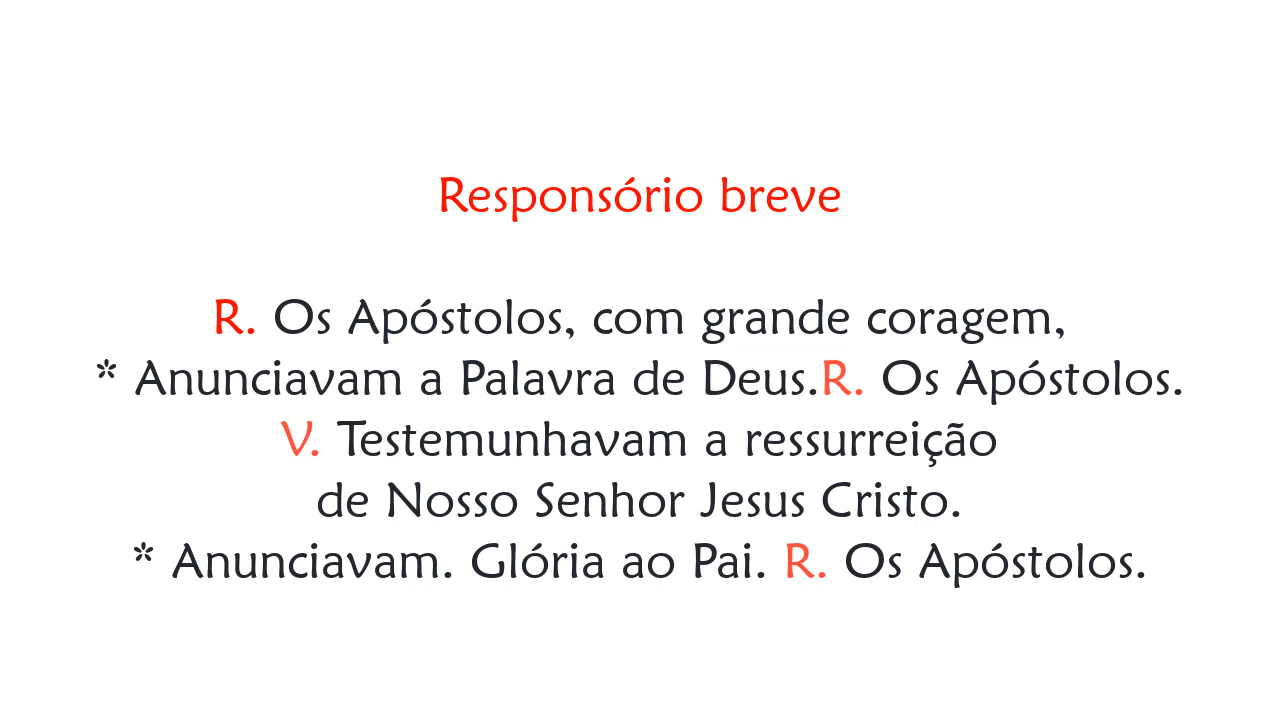 Responsório breve
R. Os Apóstolos, com grande coragem,
* Anunciavam a Palavra de Deus.R. Os Apóstolos.
V. Testemunhavam a ressurreição
de Nosso Senhor Jesus Cristo.
* Anunciavam. Glória ao Pai. R. Os Apóstolos.